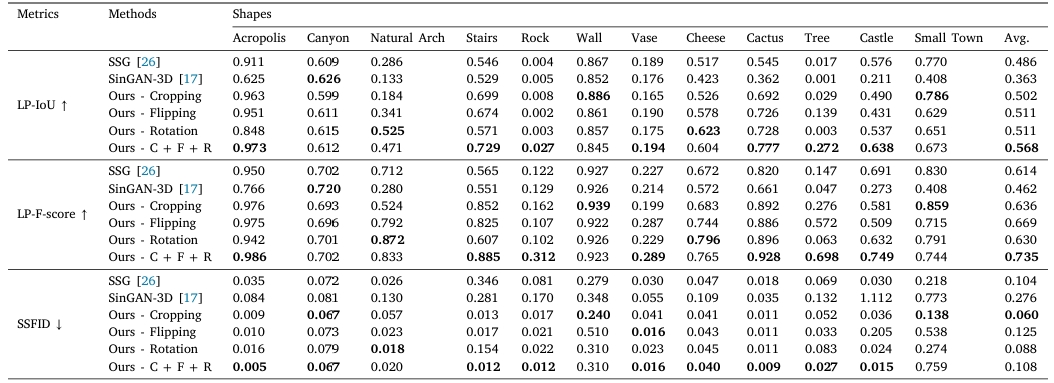 Metrics Methods Shapes
Acropolis Canyon Natural Arch Stairs Rock Wall Vase Cheese Cactus Tree Castle Small Town Avg.
SSG [26] 0.911 0.609 0.286 0.546 0.004 0.867 0.189 0.517 0.545 0.017 0.576 0.770 0.486
SinGAN-3D [17] 0.625 0.626 0.133 0.529 0.005 0.852 0.176 0.423 0.362 0.001 0.211 0.408 0.363
LP-IoU ↑ Ours - Cropping 0.963 0.599 0.184 0.699 0.008 0.886 0.165 0.526 0.692 0.029 0.490 0.786 0.502
Ours - Flipping 0.951 0.611 0.341 0.674 0.002 0.861 0.190 0.578 0.726 0.139 0.431 0.629 0.511
Ours - Rotation 0.848 0.615 0.525 0.571 0.003 0.857 0.175 0.623 0.728 0.003 0.537 0.651 0.511
Ours - C + F + R 0.973 0.612 0.471 0.729 0.027 0.845 0.194 0.604 0.777 0.272 0.638 0.673 0.568
SSG [26] 0.950 0.702 0.712 0.565 0.122 0.927 0.227 0.672 0.820 0.147 0.691 0.830 0.614
SinGAN-3D [17] 0.766 0.720 0.280 0.551 0.129 0.926 0.214 0.572 0.661 0.047 0.273 0.408 0.462
LP-F-score ↑ Ours - Cropping 0.976 0.693 0.524 0.852 0.162 0.939 0.199 0.683 0.892 0.276 0.581 0.859 0.636
Ours - Flipping 0.975 0.696 0.792 0.825 0.107 0.922 0.287 0.744 0.886 0.572 0.509 0.715 0.669
Ours - Rotation 0.942 0.701 0.872 0.607 0.102 0.926 0.229 0.796 0.896 0.063 0.632 0.791 0.630
Ours - C + F + R 0.986 0.702 0.833 0.885 0.312 0.923 0.289 0.765 0.928 0.698 0.749 0.744 0.735
SSG [26] 0.035 0.072 0.026 0.346 0.081 0.279 0.030 0.047 0.018 0.069 0.030 0.218 0.104
SinGAN-3D [17] 0.084 0.081 0.130 0.281 0.170 0.348 0.055 0.109 0.035 0.132 1.112 0.773 0.276
SSFID ↓ Ours - Cropping 0.009 0.067 0.057 0.013 0.017 0.240 0.041 0.041 0.011 0.052 0.036 0.138 0.060
Ours - Flipping 0.010 0.073 0.023 0.017 0.021 0.510 0.016 0.043 0.011 0.033 0.205 0.538 0.125
Ours - Rotation 0.016 0.079 0.018 0.154 0.022 0.310 0.023 0.045 0.011 0.083 0.024 0.274 0.088
Ours - C + F + R 0.005 0.067 0.020 0.012 0.012 0.310 0.016 0.040 0.009 0.027 0.015 0.759 0.108